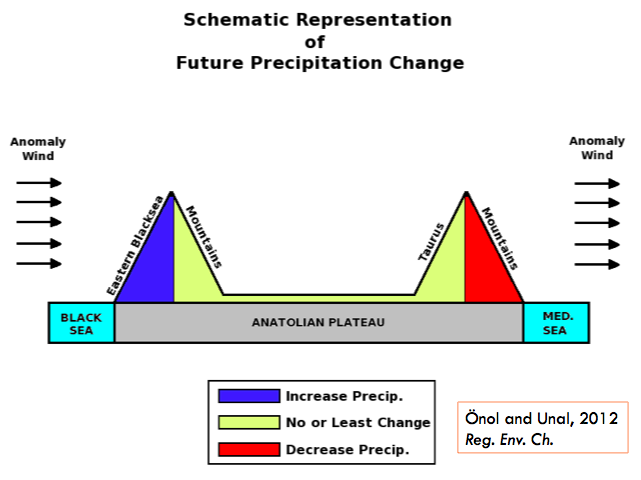 Schematic Representation
of
Future Precipitation Change
Anomaly
Wind
Anomaly
Wind
Eastern Blacksea
Mountains
Taurus
Mountains
BLACK
SEA
ANATOLIAN PLATEAU
MED.
SEA
Increase Precip.
No or Least Change
Decrease Precip.
Önol and Unal, 2012
Reg. Env. Ch.